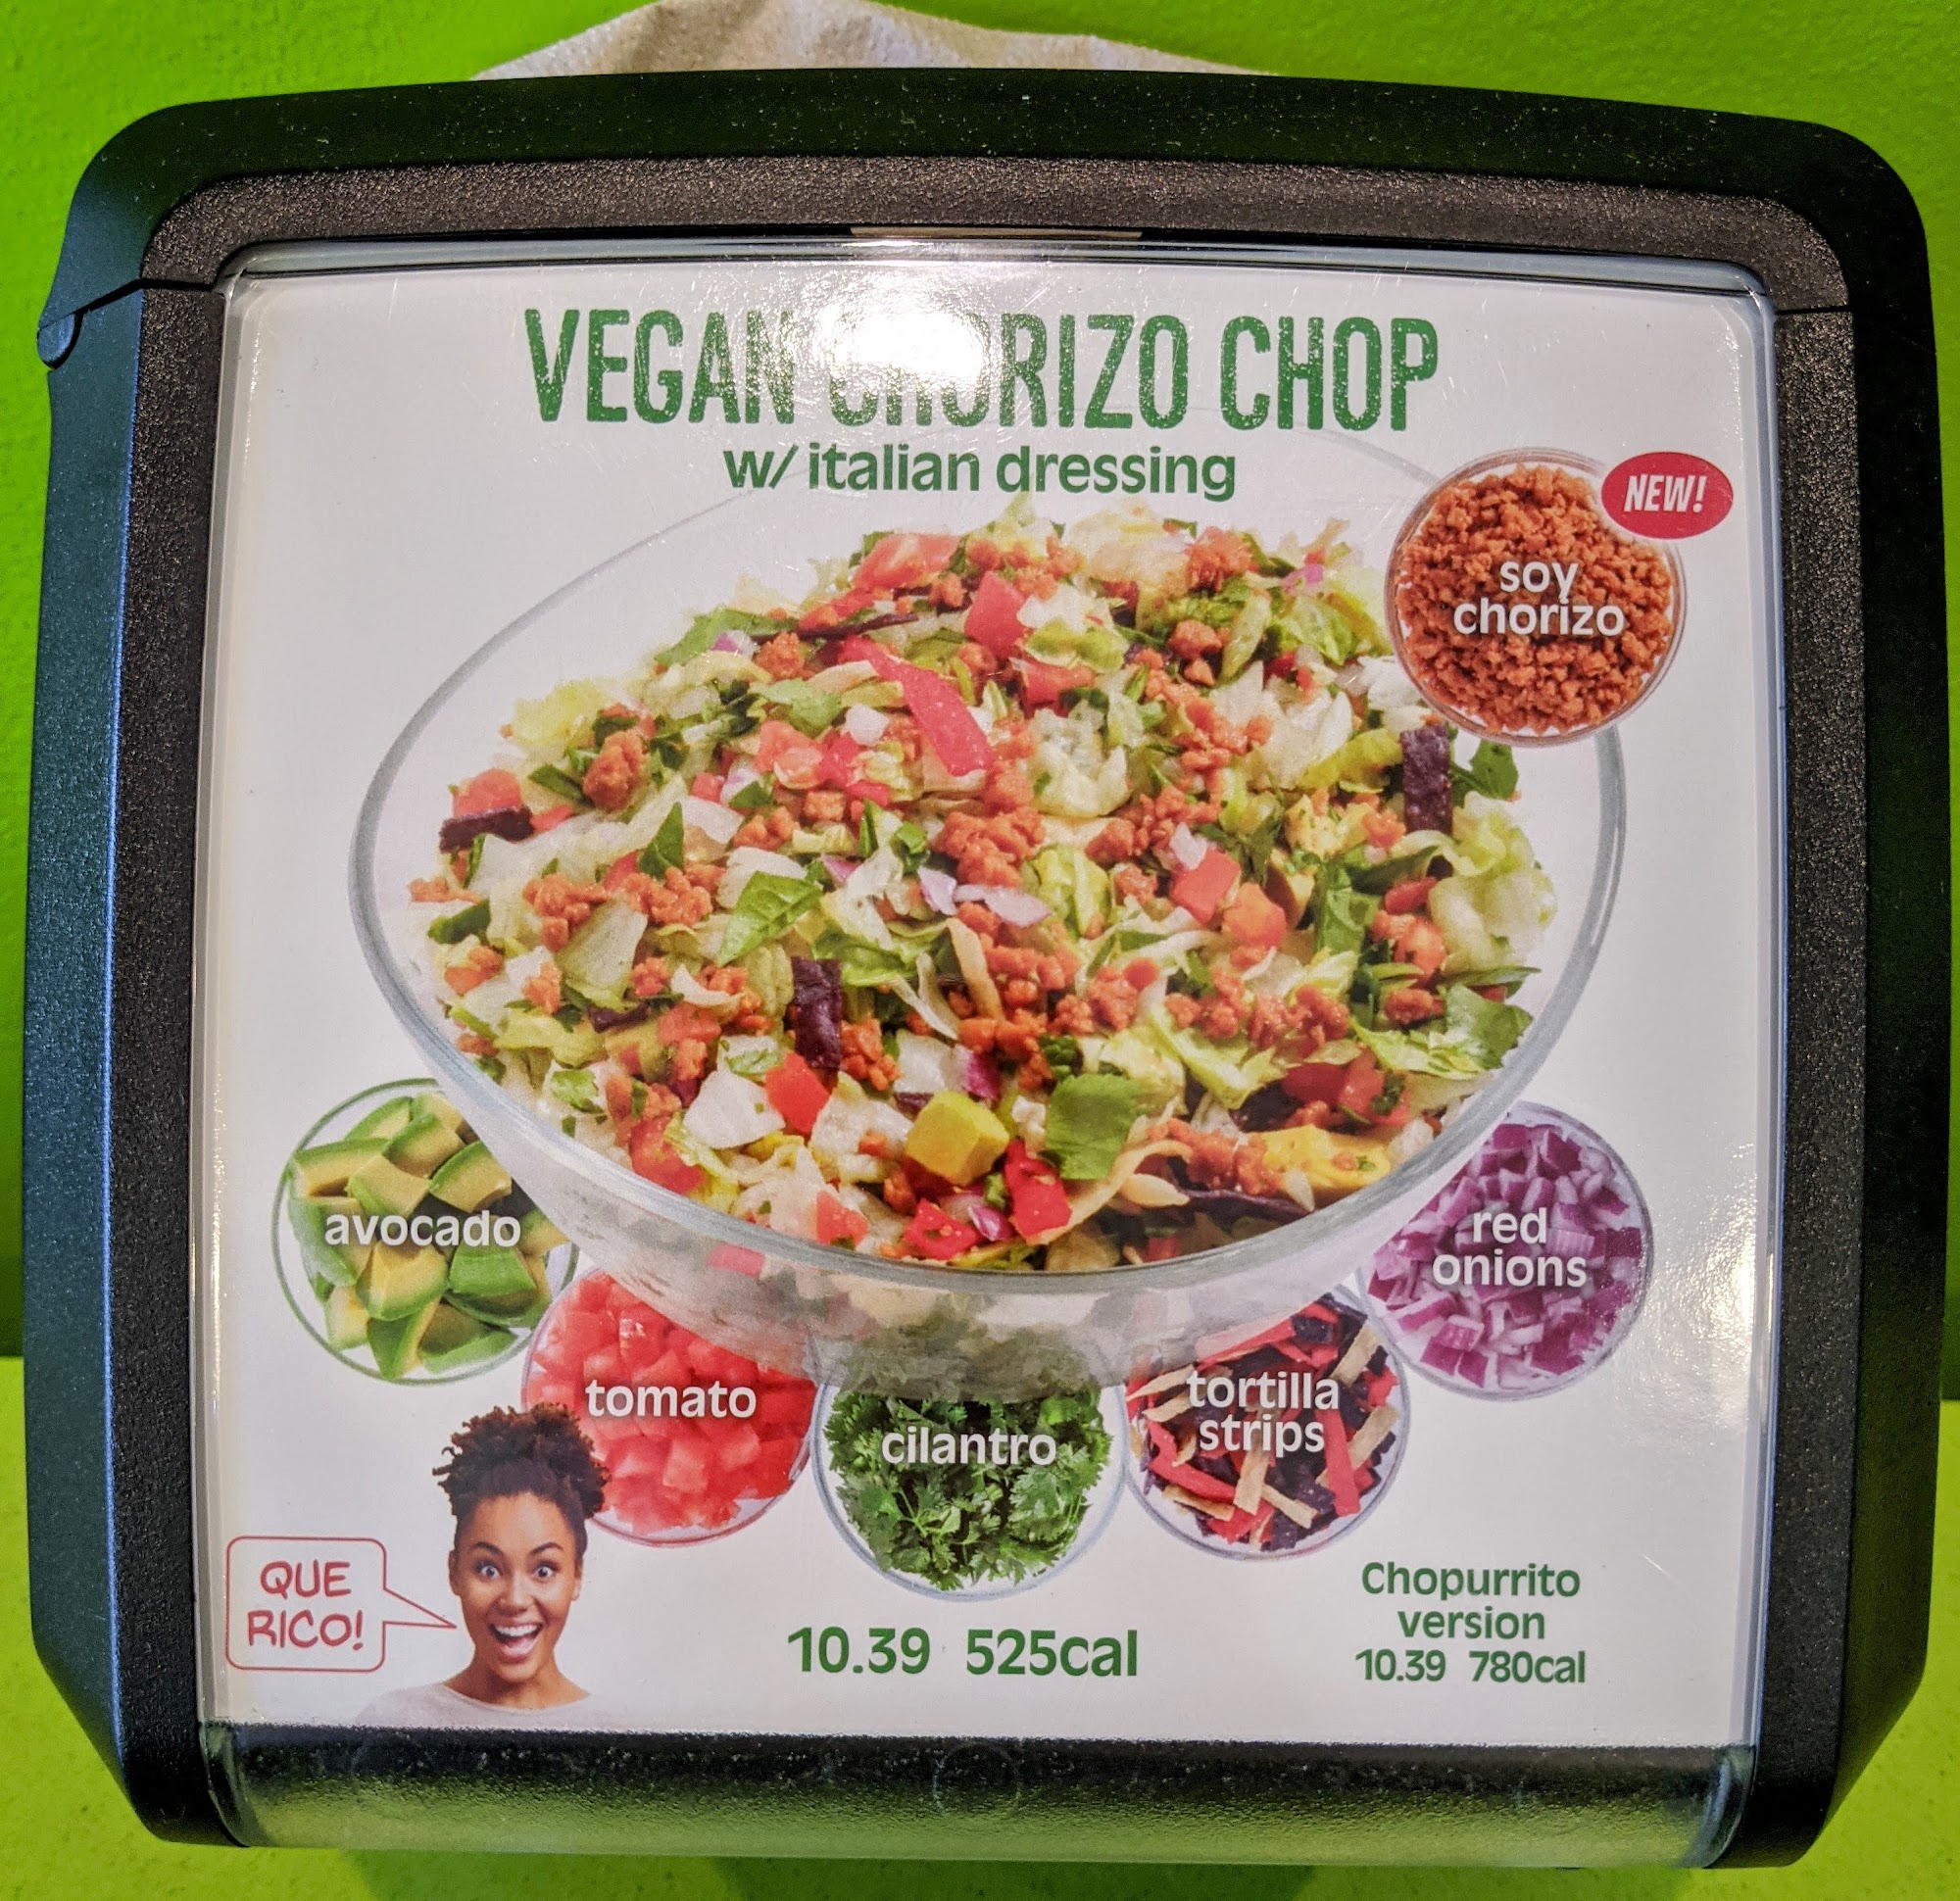 VEGAN CHORIZO CHOP
w/ italian dressing
NEW!
soy
chorizo
avocado
red
onions
tomato
tortilla
strips
cilantro
QUE
RICO!
10.39 525cal
Chopurrito
version
10.39 780cal